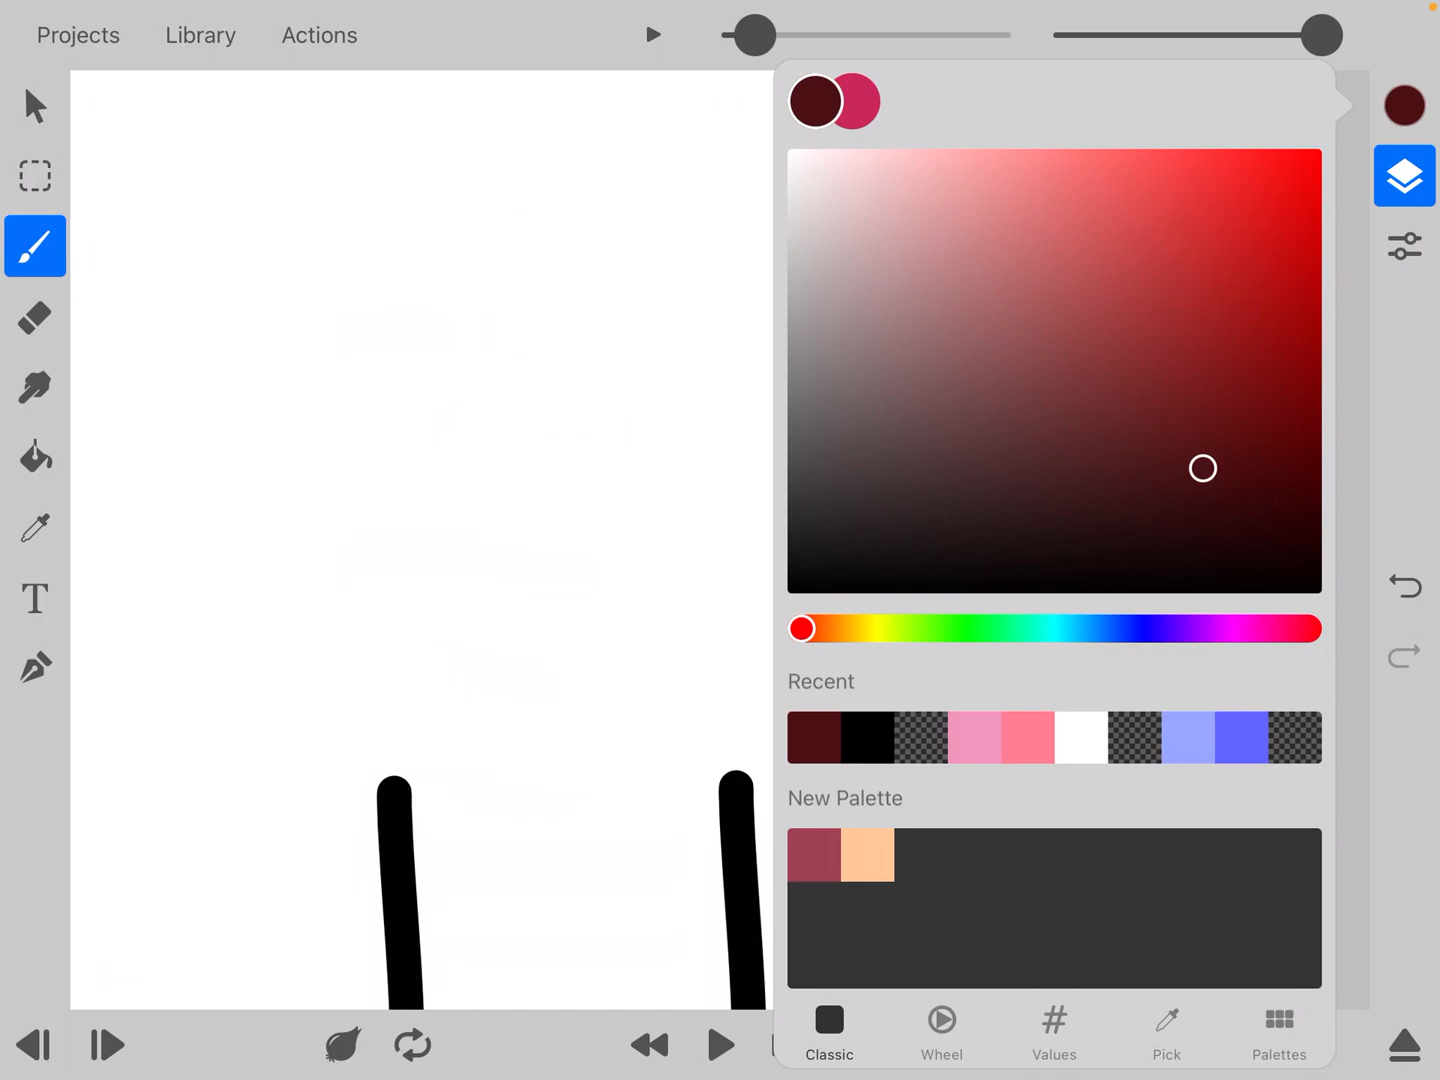 Projects Library Actions
T
Recent
New Palette
#
Classic Wheel Values Pick Palettes